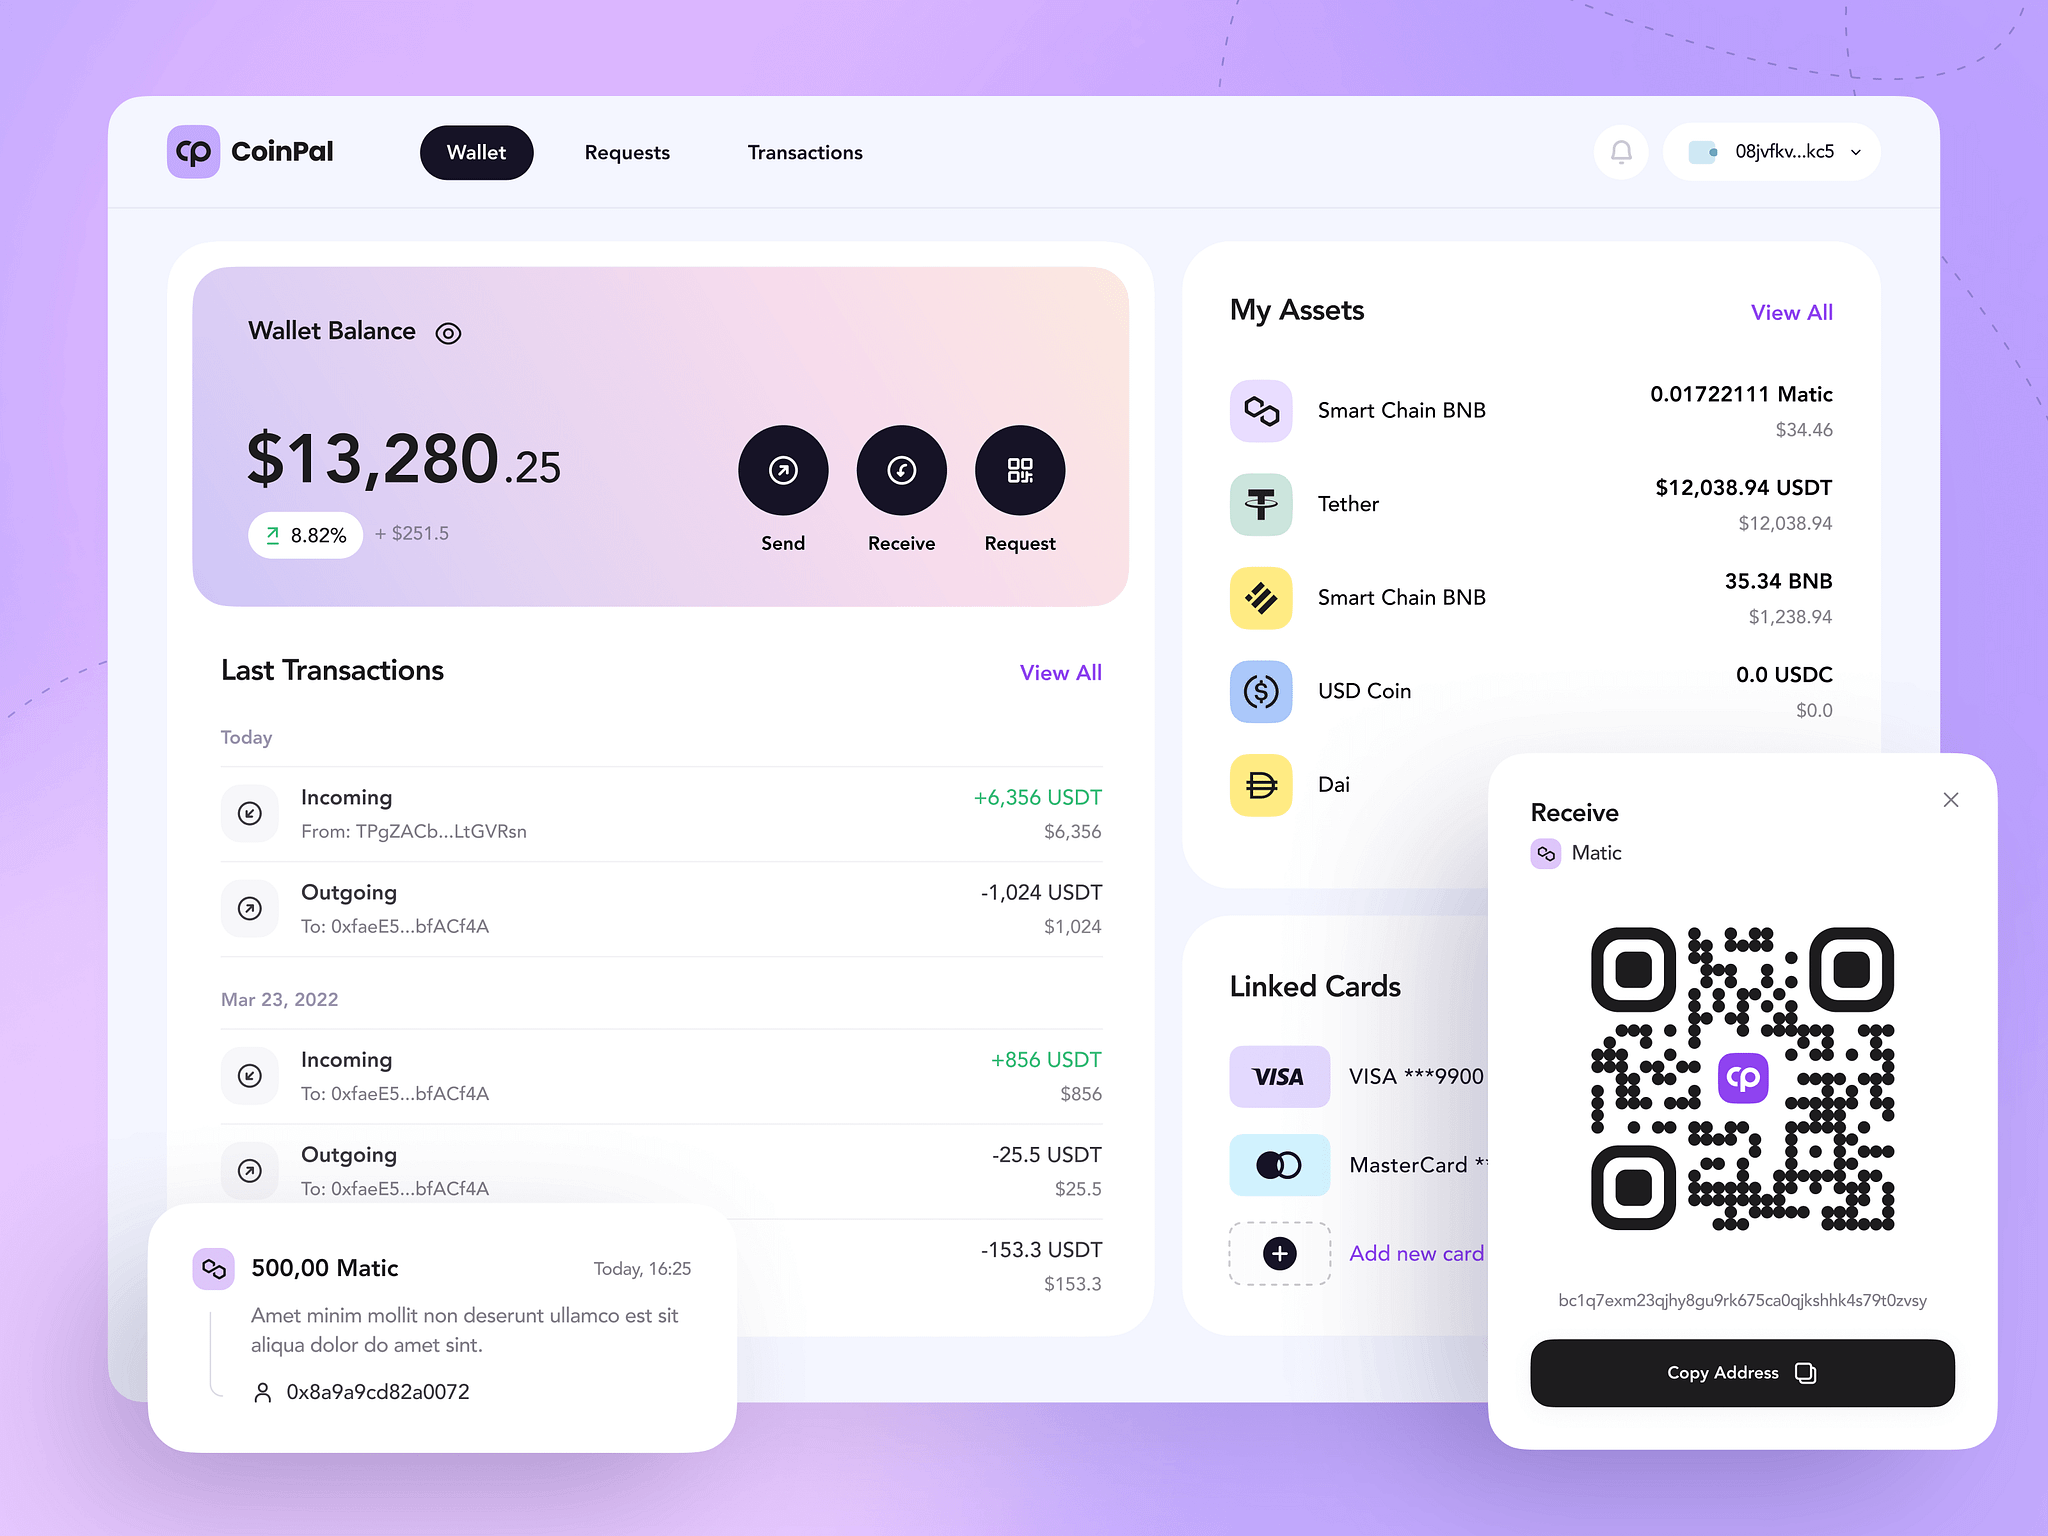 cp CoinPal
Wallet
Requests
Transactions
08jvfkv...kc5
Wallet Balance
$13,280.25
8.82%
+ $251.5
Send
Receive
Request
Last Transactions
View All
Today
Incoming
+6,356 USDT
From: TPgZACb...LtGVRsn
$6,356
Outgoing
-1,024 USDT
To: 0xfaeE5...bfACf4A
$1,024
Mar 23, 2022
Incoming
+856 USDT
To: 0xfaeE5...bfACf4A
$856
Outgoing
-25.5 USDT
To: 0xfaeE5...bfACf4A
$25.5
-153.3 USDT
$153.3
500,00 Matic
Today, 16:25
Amet minim mollit non deserunt ullamco est sit
aliqua dolor do amet sint.
0x8a9a9cd82a0072
My Assets
View All
Smart Chain BNB
0.01722111 Matic
$34.46
Tether
$12,038.94 USDT
$12,038.94
Smart Chain BNB
35.34 BNB
$1,238.94
USD Coin
0.0 USDC
$0.0
Dai
Linked Cards
VISA
VISA ***9900
MasterCard **
Add new card
Receive
Matic
cp
bc1q7exm23qjhy8gu9rk675ca0qjkshhk4s79t0zvsy
Copy Address